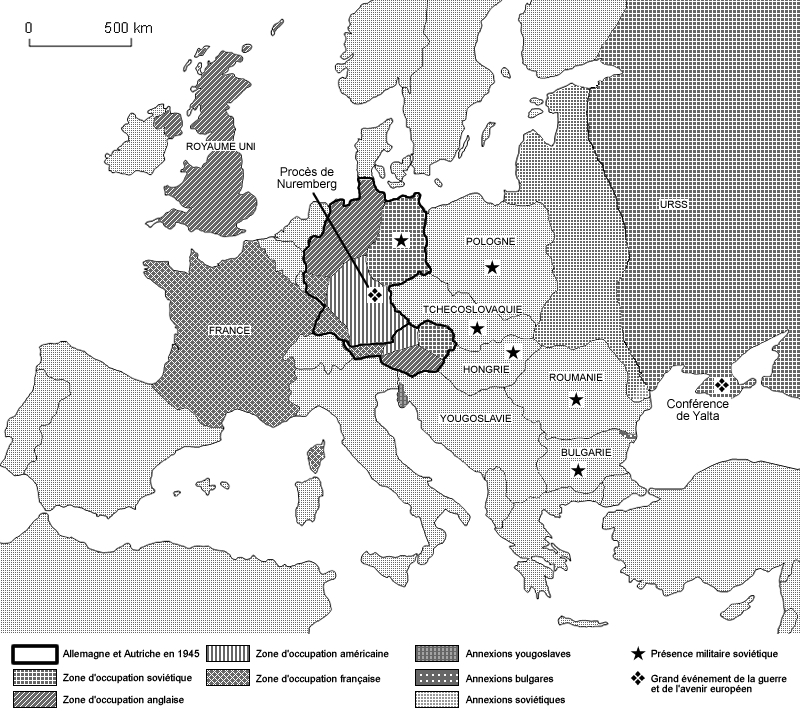 0 500 km
ROYAUME UNI
Procès de
Nuremberg
URSS
POLOGNE
TCHECOSLOVAQUIE
FRANCE
HONGRIE
ROUMANIE
Conférence
de Yalta
YOUGOSLAVIE
BULGARIE
Allemagne et Autriche en 1945
Zone d'occupation soviétique
Zone d'occupation anglaise
Zone d'occupation américaine
Zone d'occupation française
Annexions yougoslaves
Annexions bulgares
Annexions soviétiques
Présence militaire soviétique
Grand événement de la guerre
et de l'avenir européen